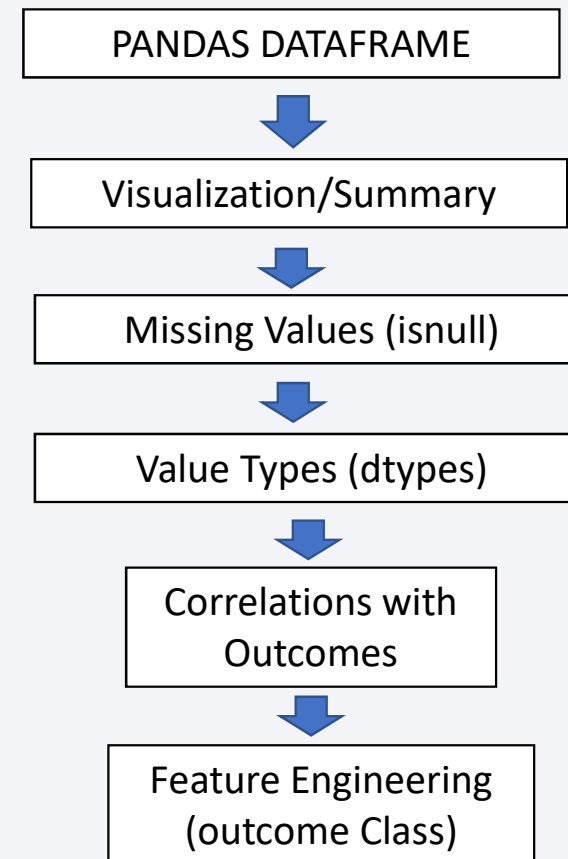 PANDAS DATAFRAME
Visualization/Summary
Missing Values (isnull)
Value Types (dtypes)
Correlations with
Outcomes
Feature Engineering
(outcome Class)